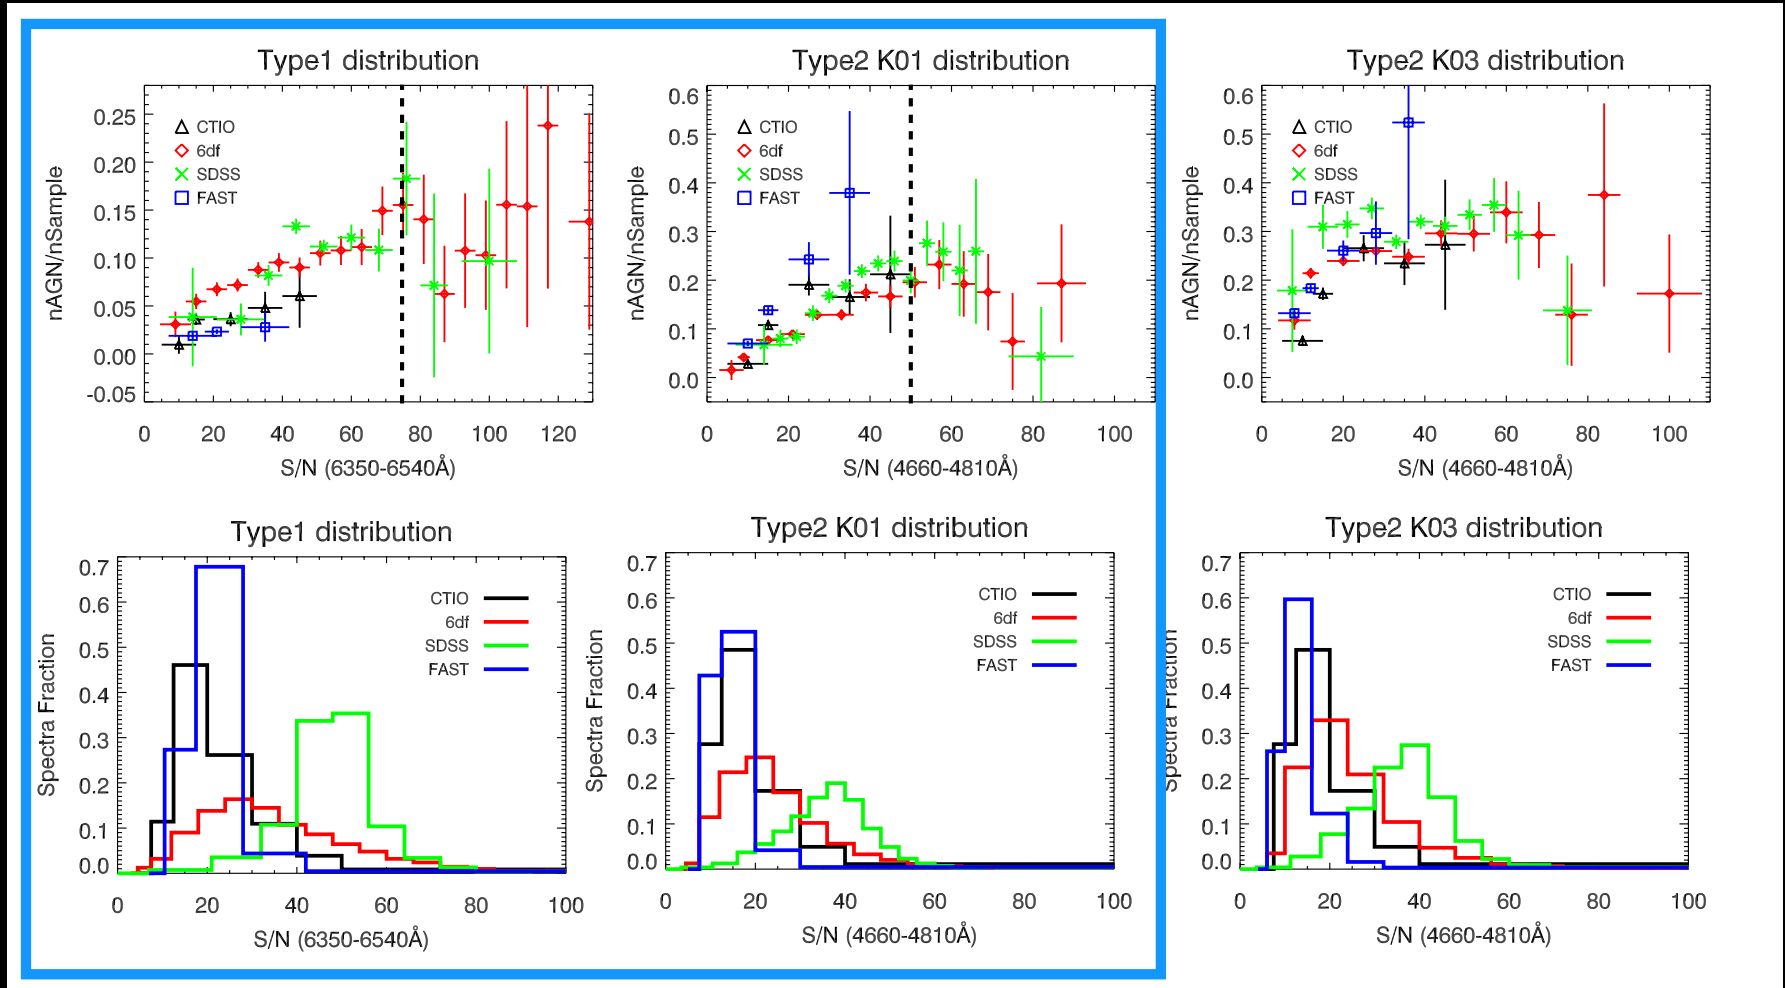 Type1 distribution
nAGN/nSample
0.25
0.20
0.15
0.10
0.05
0.00
-0.05
CTIO
6df
SDSS
FAST
0 20 40 60 80 100 120
S/N (6350-6540Å)
Type2 K01 distribution
nAGN/nSample
0.6
0.5
0.4
0.3
0.2
0.1
0.0
CTIO
6df
SDSS
FAST
0 20 40 60 80 100
S/N (4660-4810Å)
Type2 K03 distribution
nAGN/nSample
0.6
0.5
0.4
0.3
0.2
0.1
0.0
CTIO
6df
SDSS
FAST
0 20 40 60 80 100
S/N (4660-4810Å)
Type1 distribution
Spectra Fraction
0.7
0.6
0.5
0.4
0.3
0.2
0.1
0.0
CTIO
6df
SDSS
FAST
0 20 40 60 80 100
S/N (6350-6540Å)
Type2 K01 distribution
Spectra Fraction
0.7
0.6
0.5
0.4
0.3
0.2
0.1
0.0
CTIO
6df
SDSS
FAST
0 20 40 60 80 100
S/N (4660-4810Å)
Type2 K03 distribution
Spectra Fraction
0.7
0.6
0.5
0.4
0.3
0.2
0.1
0.0
CTIO
6df
SDSS
FAST
0 20 40 60 80 100
S/N (4660-4810Å)